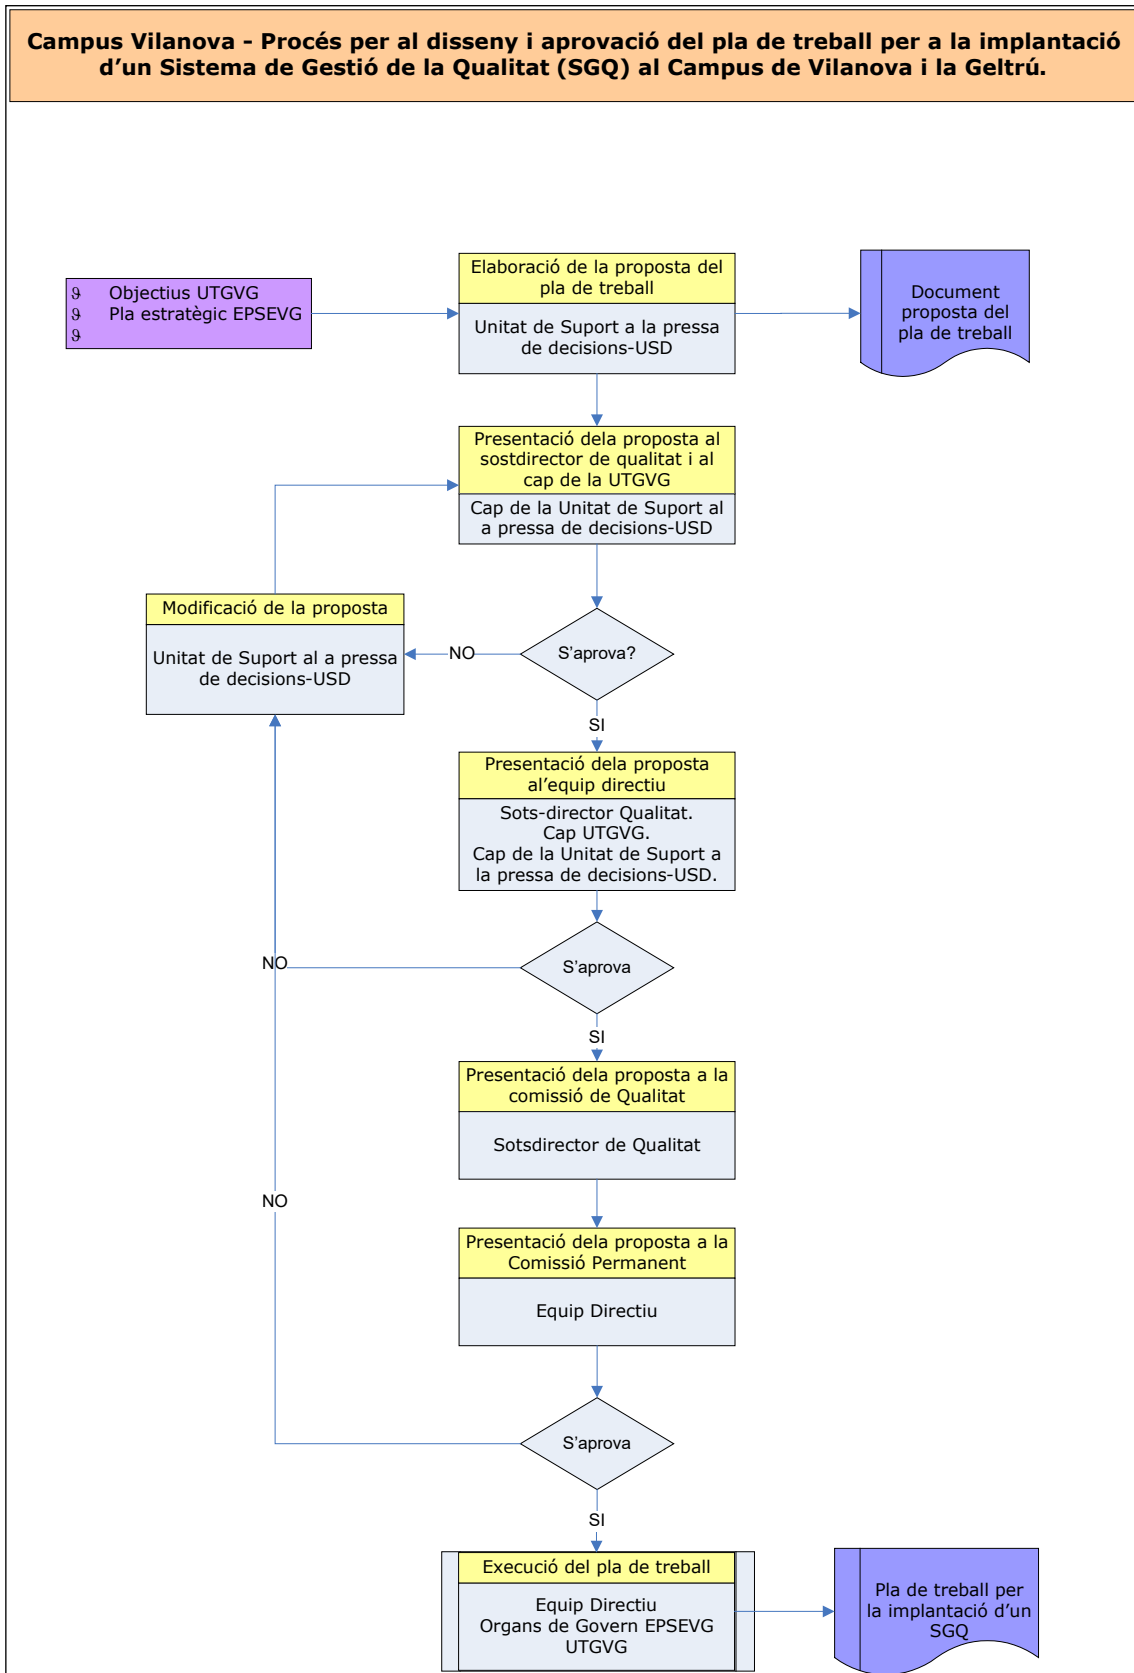 Campus Vilanova - Procés per al disseny i aprovació del pla de treball per a la implantació
d’un Sistema de Gestió de la Qualitat (SGQ) al Campus de Vilanova i la Geltrú.
ϑ Objectius UTGVG
ϑ Pla estratègic EPSEVG
ϑ
Elaboració de la proposta del
pla de treball
Unitat de Suport a la pressa
de decisions-USD
Document
proposta del
pla de treball
Presentació dela proposta al
sostdirector de qualitat i al
cap de la UTGVG
Cap de la Unitat de Suport al
a pressa de decisions-USD
Modificació de la proposta
Unitat de Suport al a pressa
de decisions-USD
NO
S’aprova?
SI
Presentació dela proposta
al’equip directiu
Sots-director Qualitat.
Cap UTGVG.
Cap de la Unitat de Suport a
la pressa de decisions-USD.
NO
S’aprova
SI
Presentació dela proposta a la
comissió de Qualitat
Sotsdirector de Qualitat
NO
Presentació dela proposta a la
Comissió Permanent
Equip Directiu
S’aprova
SI
Execució del pla de treball
Equip Directiu
Organs de Govern EPSEVG
UTGVG
Pla de treball per
la implantació d’un
SGQ